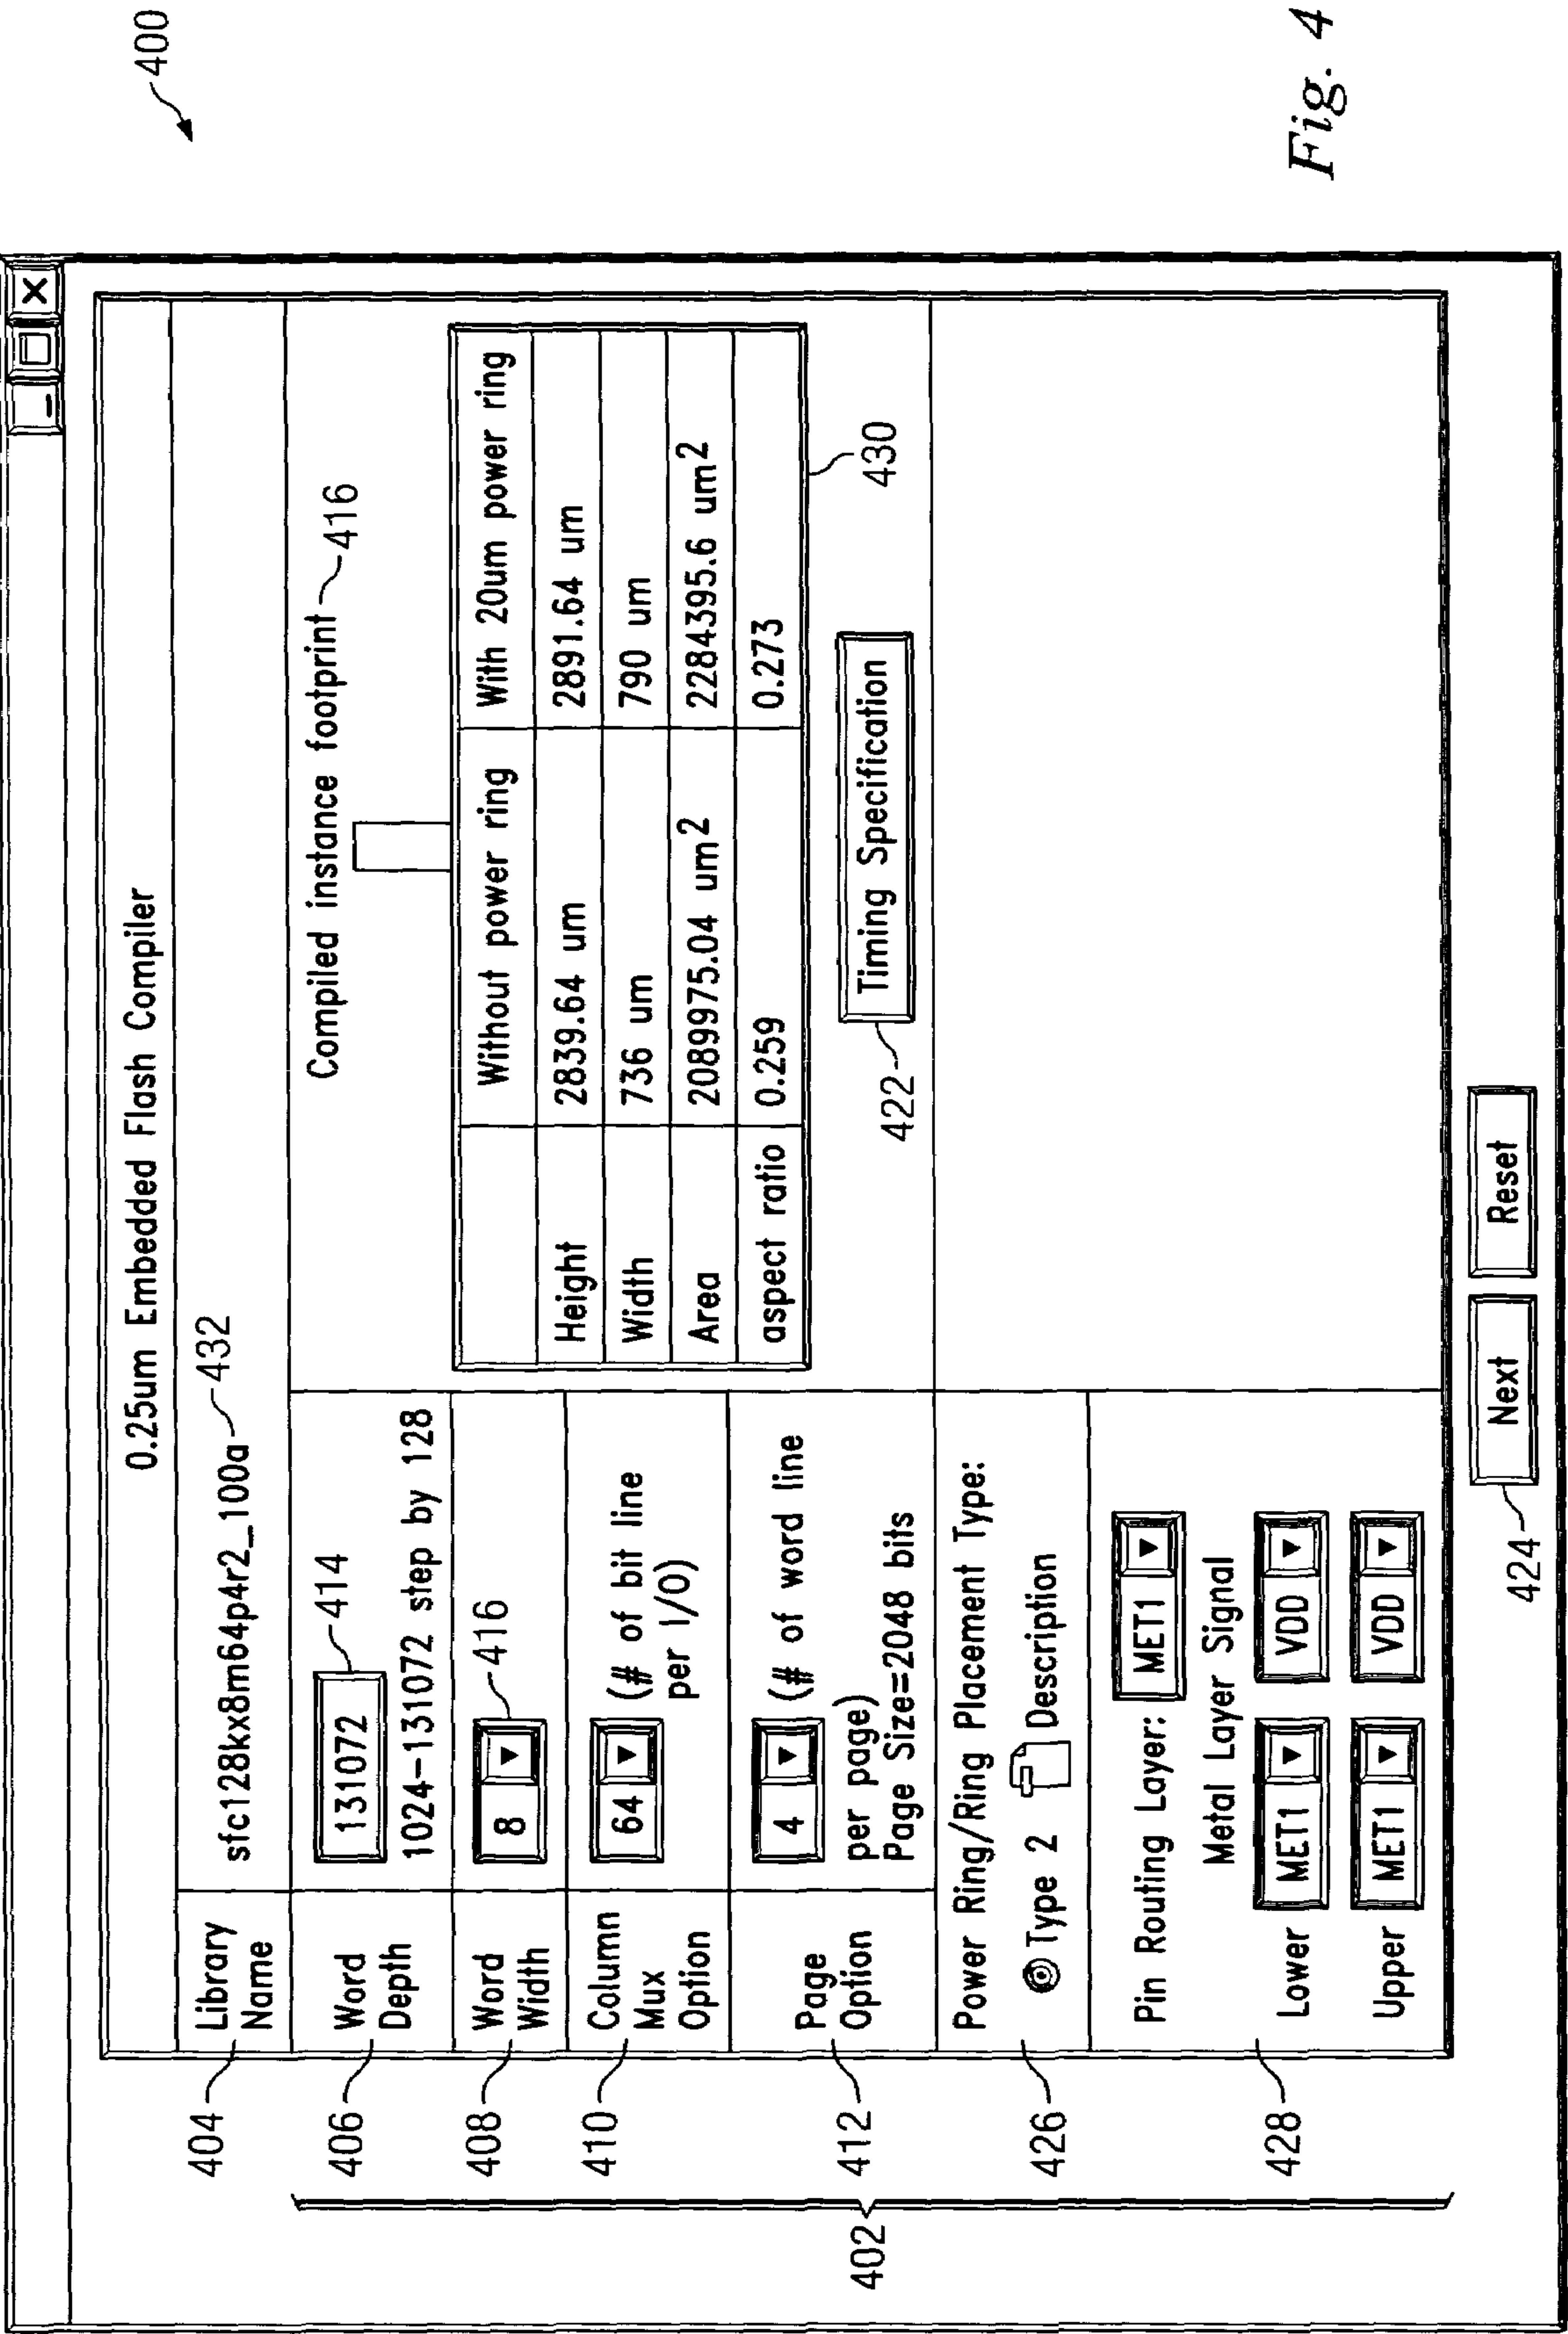 400
0.25um Embedded Flash Compiler
404
Library
Name
sfc128kx8m64p4r2_100a
432
406
Word
Depth
131072
414
1024-131072 step by 128
408
Word
Width
8
416
410
Column
Mux
Option
64 (# of bit line
per I/O)
412
Page
Option
4 (# of word line
per page)
Page Size=2048 bits
Compiled instance footprint
416
Without power ring With 20um power ring
Height 2839.64 um 2891.64 um
Width 736 um 790 um
Area 2089975.04 um2 2284395.6 um2
aspect ratio 0.259 0.273
430
422
Timing Specification
402
426
Power Ring/Ring Placement Type:
Type 2 Description
428
Pin Routing Layer: MET1
Metal Layer Signal
Lower MET1 VDD
Upper MET1 VDD
424
Next Reset
Fig. 4